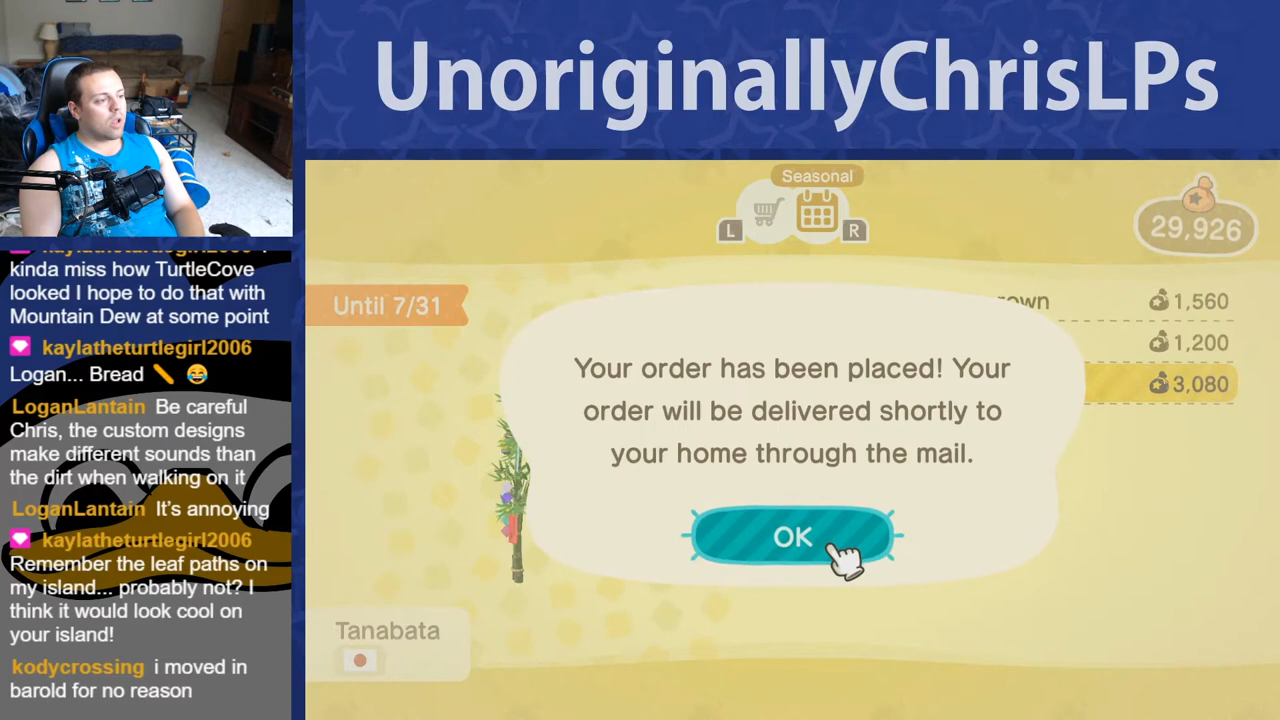 UnoriginallyChrisLPs
kinda miss how TurtleCove
looked I hope to do that with
Mountain Dew at some point
kaylatheturtlegirl2006
Logan... Bread 🥖 😂
LoganLantain Be careful
Chris, the custom designs
make different sounds than
the dirt when walking on it
LoganLantain It's annoying
kaylatheturtlegirl2006
Remember the leaf paths on
my island... probably not? I
think it would look cool on
your island!
kodycrossing i moved in
barold for no reason
Seasonal
L R
29,926
Until 7/31
1,560
1,200
3,080
Your order has been placed! Your
order will be delivered shortly to
your home through the mail.
OK
Tanabata